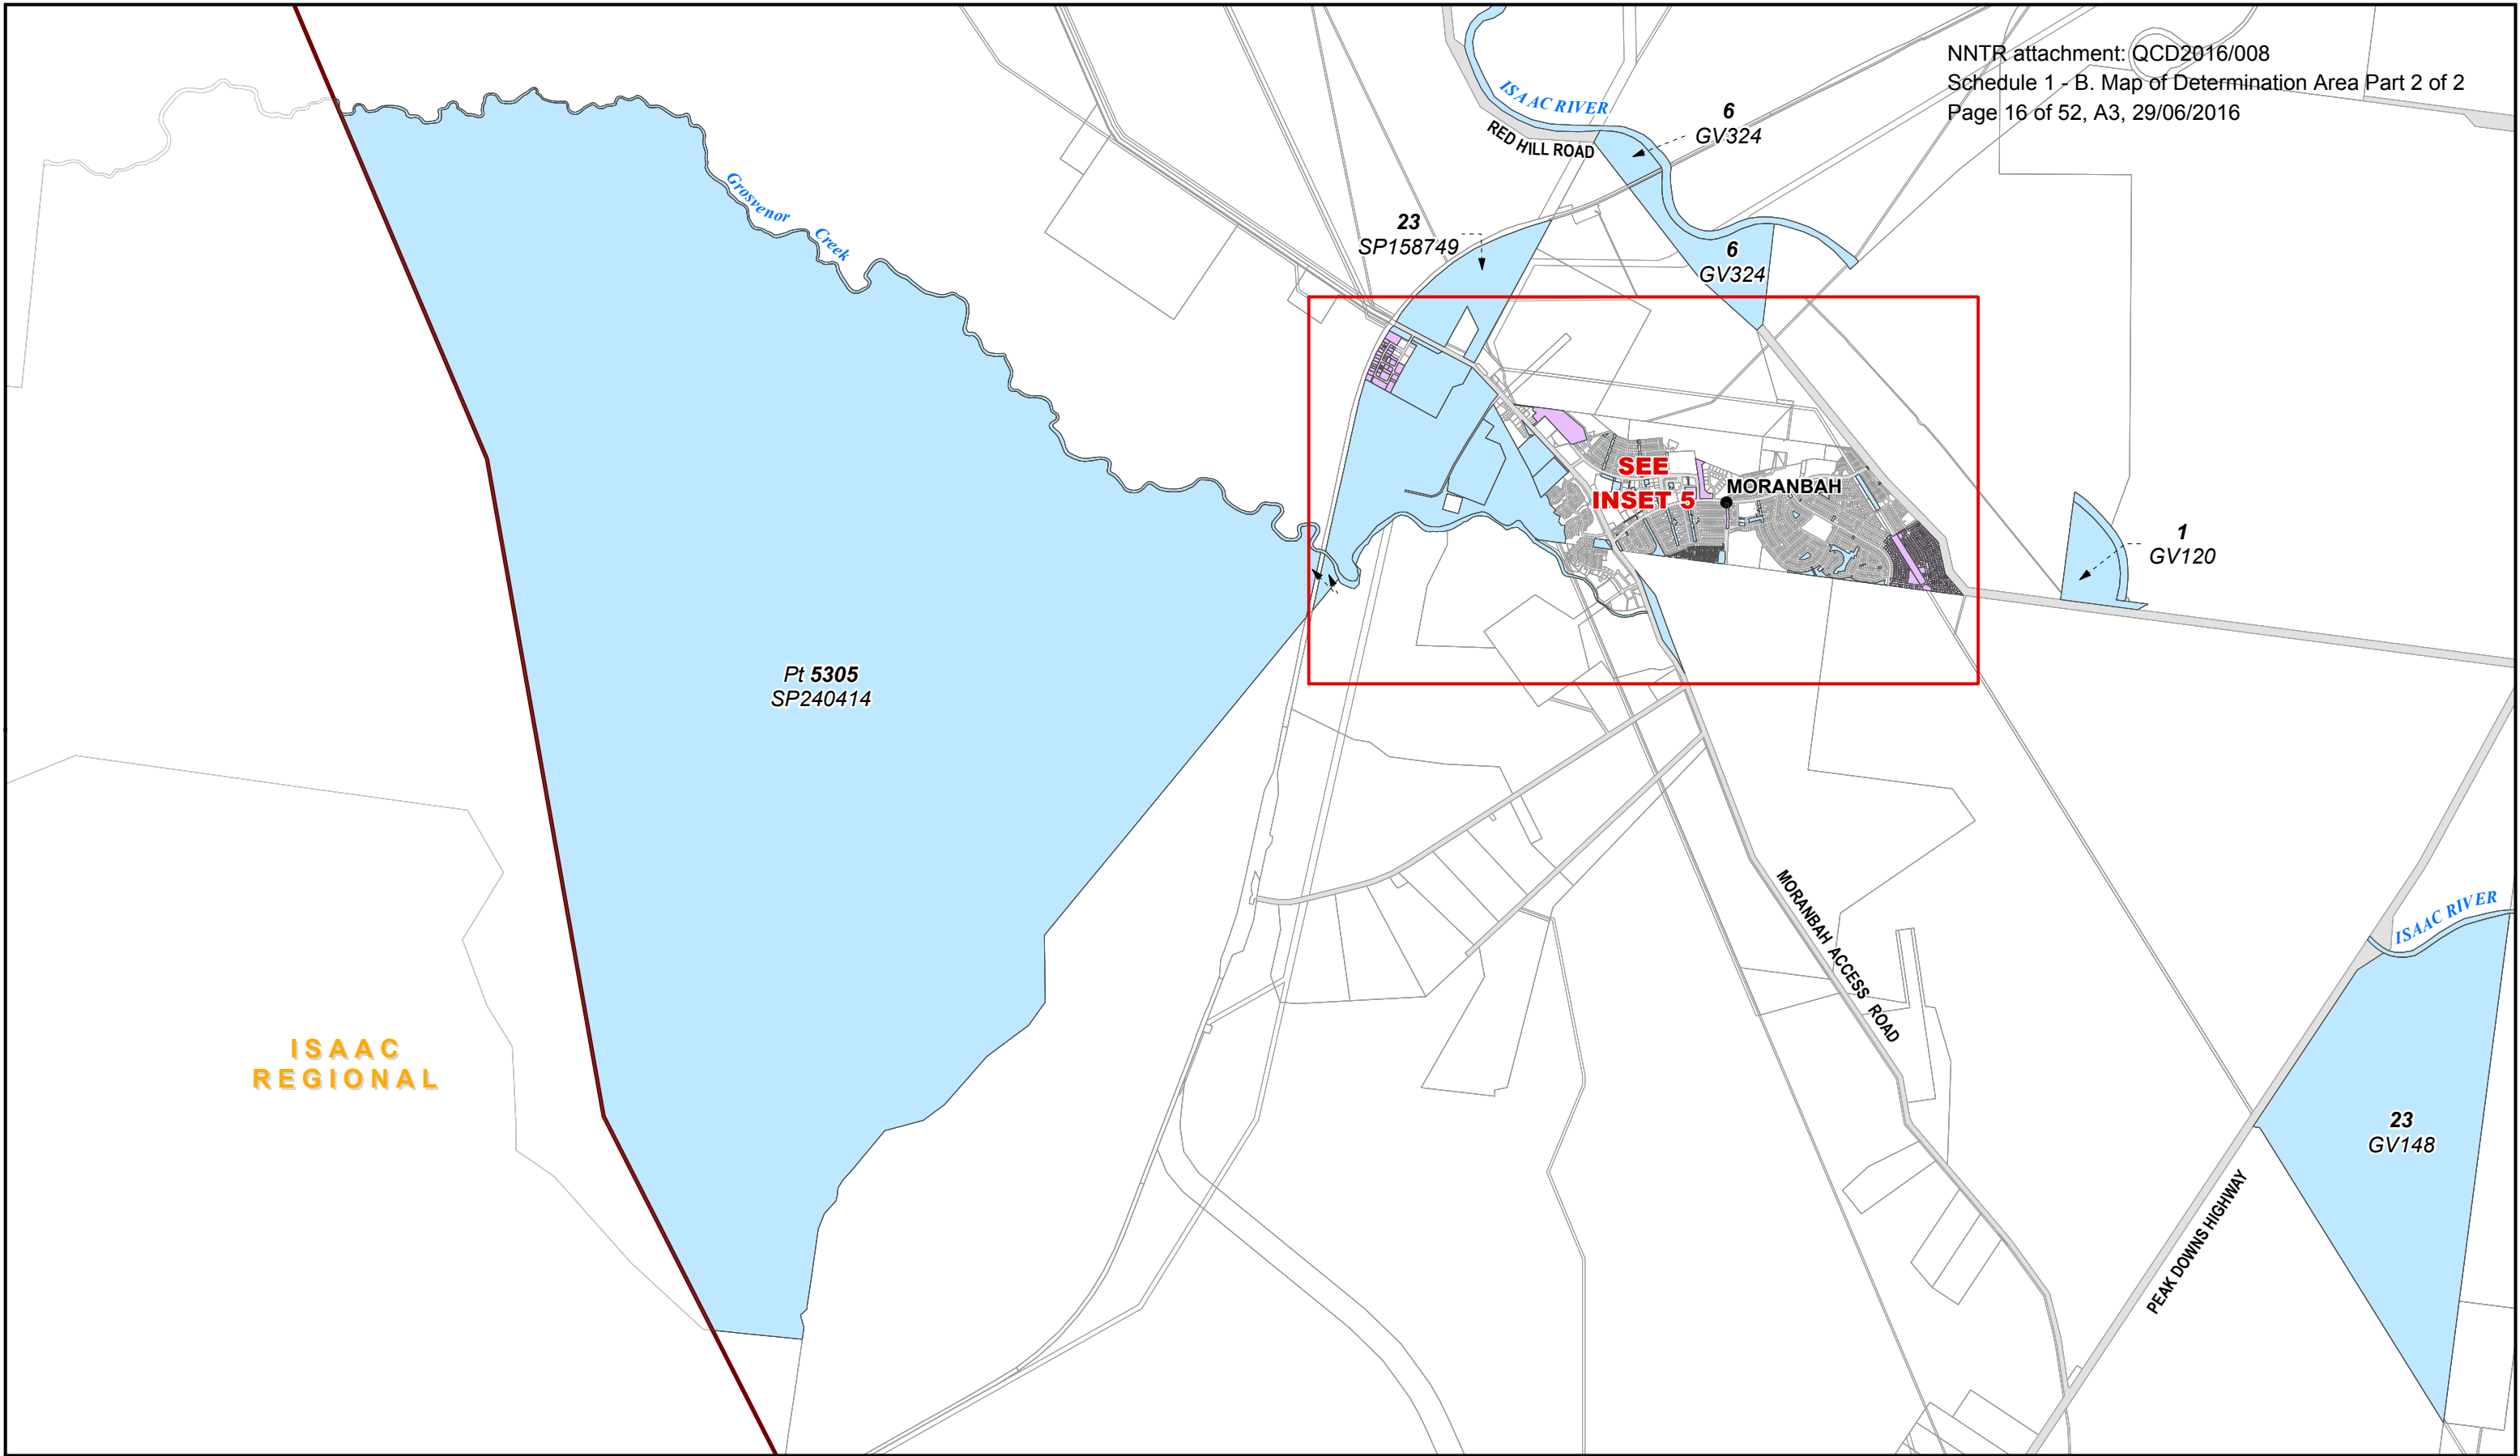 NNTR attachment: QCD2016/008
Schedule 1 - B. Map of Determination Area Part 2 of 2
Page 16 of 52, A3, 29/06/2016
ISAAC RIVER
RED HILL ROAD
6
GV324
Grosvenor Creek
23
SP158749
6
GV324
SEE
INSET 5
MORANBAH
1
GV120
Pt 5305
SP240414
MORANBAH ACCESS ROAD
ISAAC RIVER
ISAAC
REGIONAL
23
GV148
PEAK DOWNS HIGHWAY